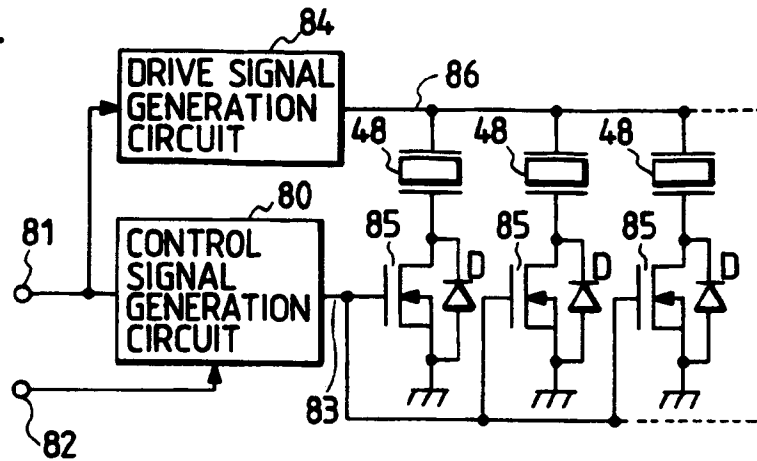 84
DRIVE SIGNAL
GENERATION
CIRCUIT
86
48
48
48
80
81
CONTROL
SIGNAL
GENERATION
CIRCUIT
85
D
85
D
85
D
83
82